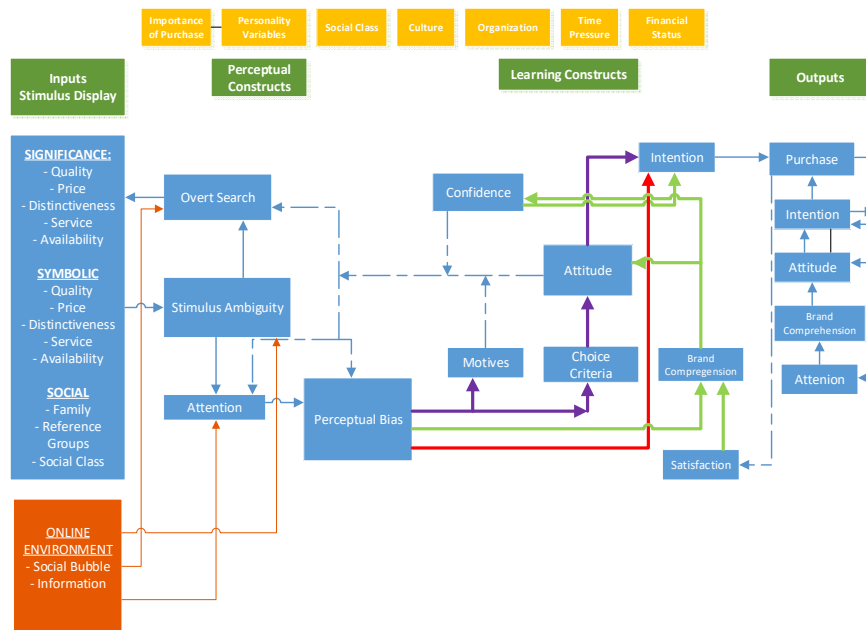 Importance
of Purchase
Personality
Variables
Social Class
Culture
Organization
Time
Pressure
Financial
Status
Inputs
Stimulus Display
Perceptual
Constructs
Learning Constructs
Outputs
SIGNIFICANCE:
- Quality
- Price
- Distinctiveness
- Service
- Availability
SYMBOLIC
- Quality
- Price
- Distinctiveness
- Service
- Availability
SOCIAL
- Family
- Reference
Groups
- Social Class
ONLINE
ENVIRONMENT
- Social Bubble
- Information
Overt Search
Stimulus Ambiguity
Attention
Perceptual Bias
Confidence
Motives
Attitude
Choice
Criteria
Intention
Brand
Compregension
Satisfaction
Purchase
Intention
Attitude
Brand
Comprehension
Attenion